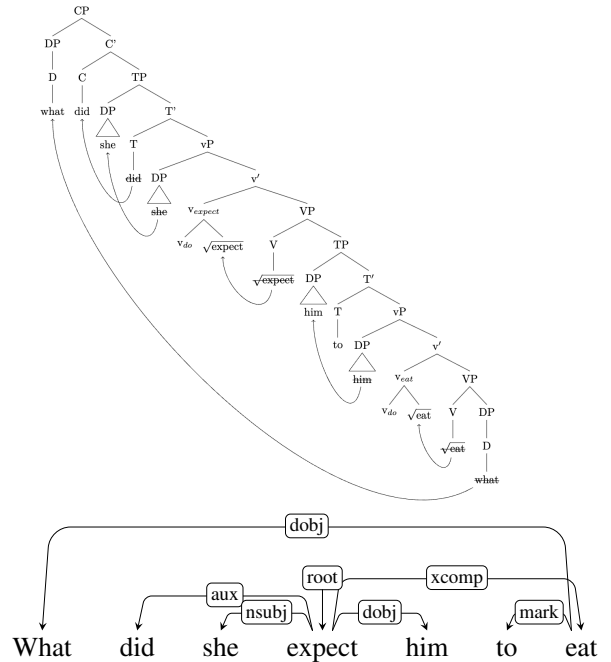 CP
DP C'
D C TP
what did DP T'
she T vP
did DP v'
she v_expect VP
v_do √expect V TP
√expect DP T'
him T vP
to DP v'
him v_eat VP
v_do √eat V DP
√eat D
what
dobj
root xcomp
aux nsubj dobj mark
What did she expect him to eat